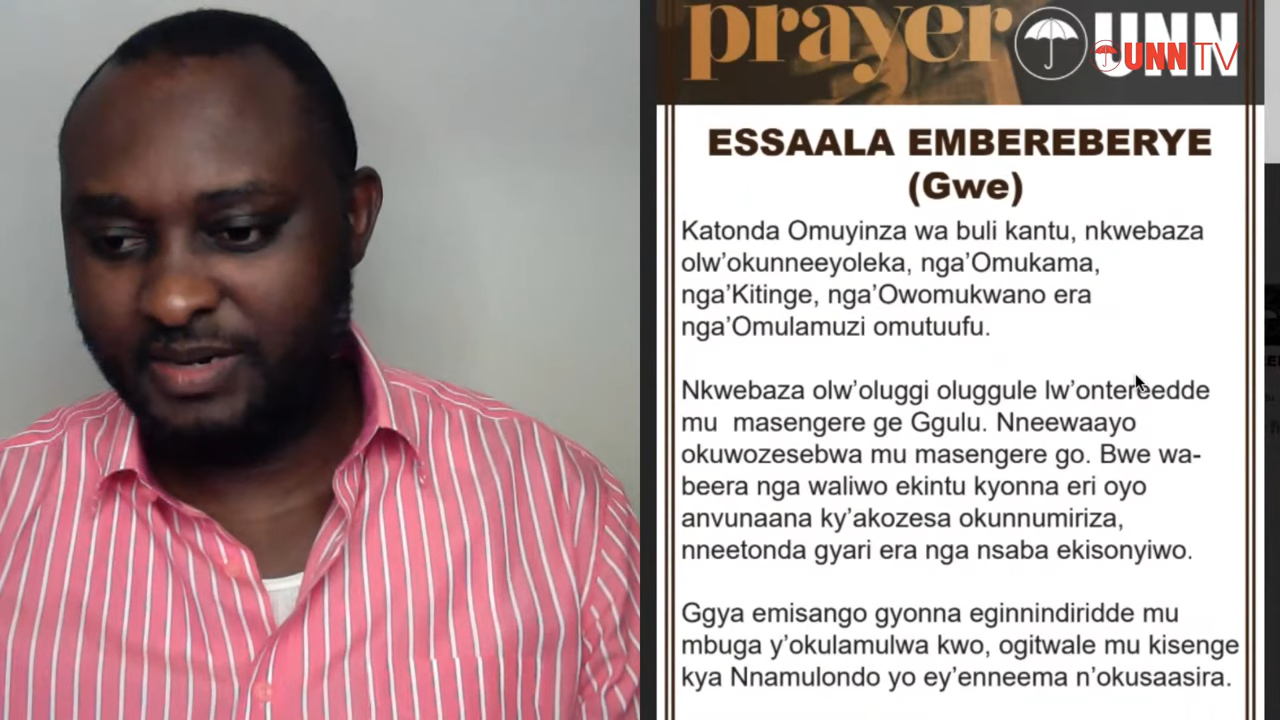 prayer UNN
UNN TV
ESSAALA EMBEREBERYE
(Gwe)
Katonda Omuyinza wa buli kantu, nkwebaza
olw’okunneeyoleka, nga’Omukama,
nga’Kitinge, nga’Owomukwano era
nga’Omulamuzi omutuufu.
Nkwebaza olw’oluggi oluggule lw’ontereedde
mu masengere ge Ggulu. Nneewaayo
okuwozesebwa mu masengere go. Bwe wa-
beera nga waliwo ekintu kyonna eri oyo
anvunaana ky’akozesa okunnumiriza,
nneetonda gyari era nga nsaba ekisonyiwo.
Ggya emisango gyonna eginnindiridde mu
mbuga y’okulamulwa kwo, ogitwale mu kisenge
kya Nnamulondo yo ey’enneema n’okusaasira.